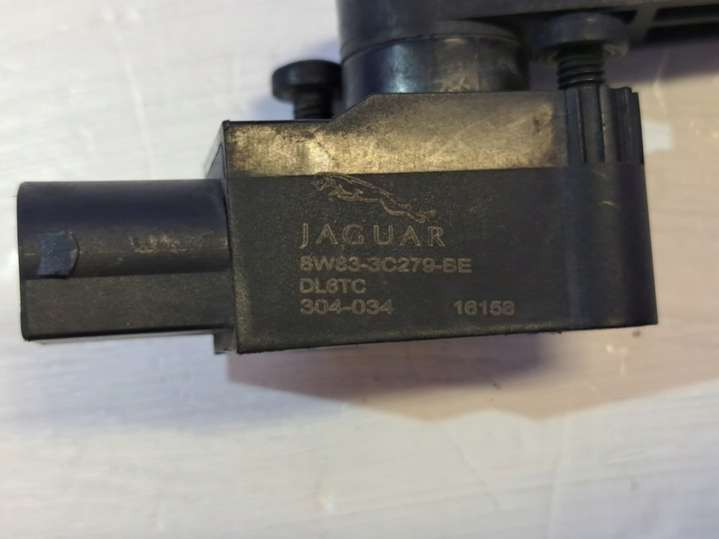 JAGUAR
8W83-3C279-BE
DL6TC
304-034 16158